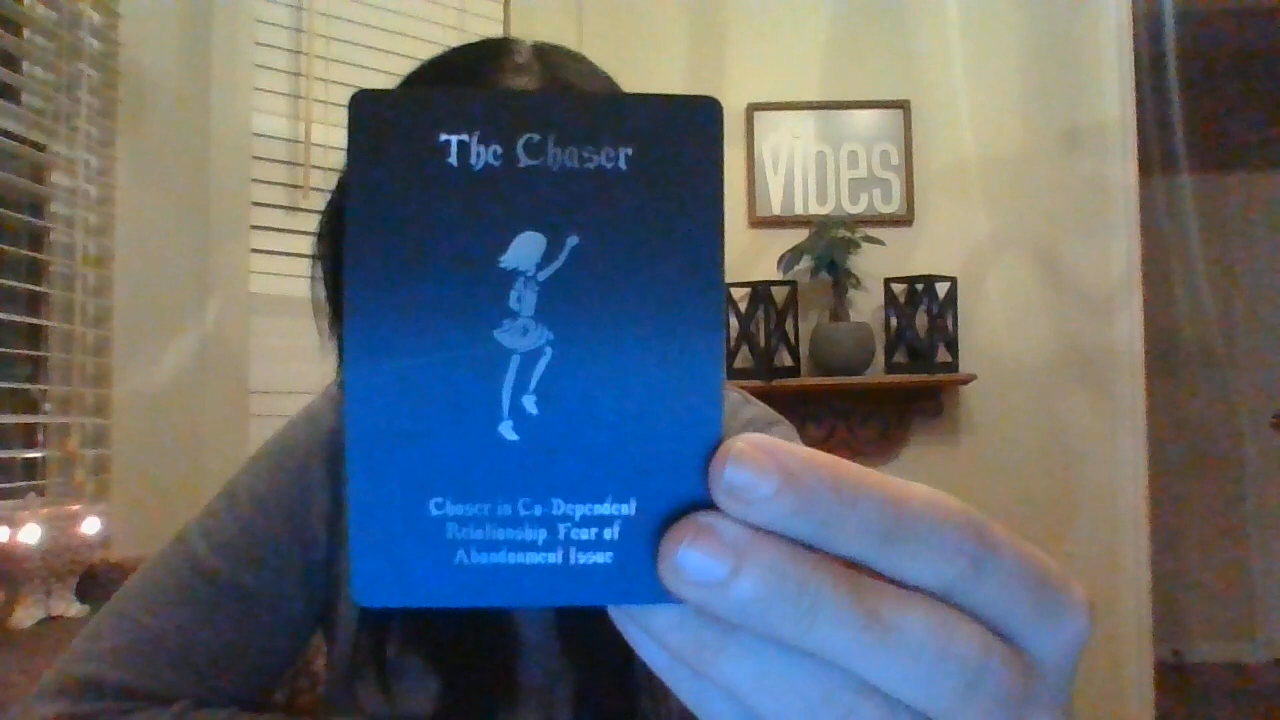 The Chaser
vibes
Chaser in Co-Dependent
Relationship, Fear of
Abandonment Issue